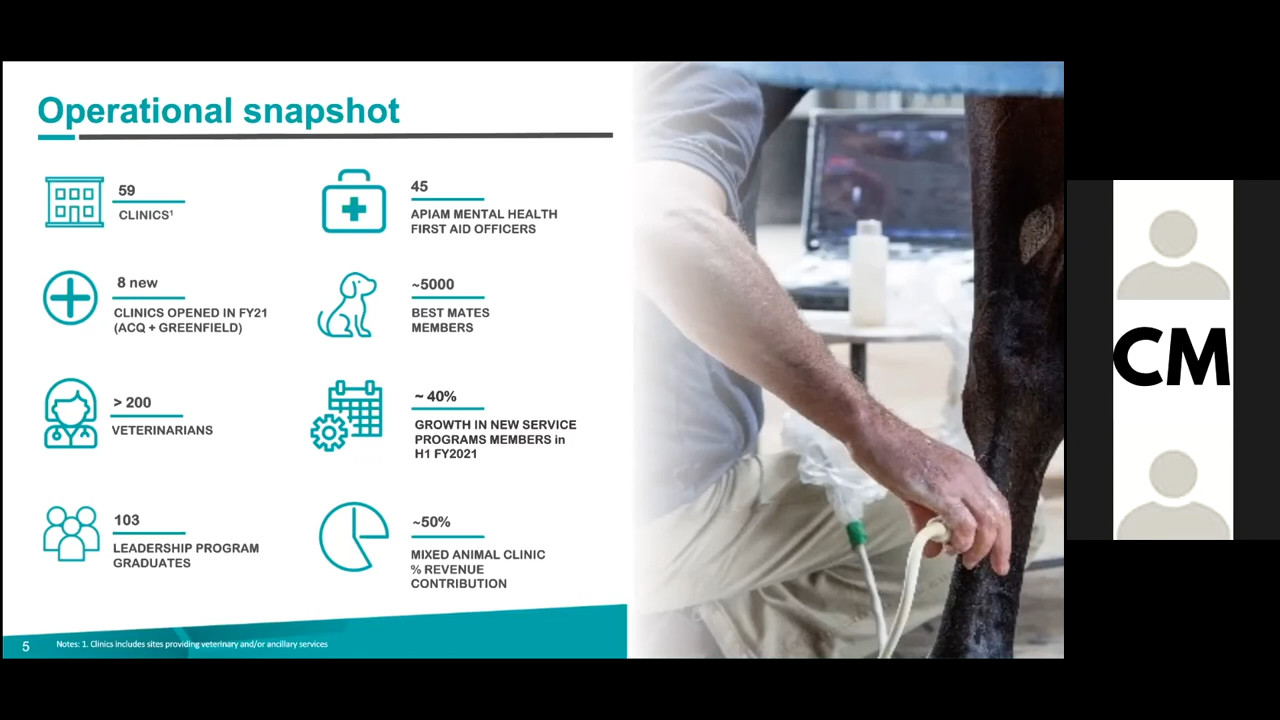 Operational snapshot
59
CLINICS¹
45
APIAM MENTAL HEALTH
FIRST AID OFFICERS
8 new
CLINICS OPENED IN FY21
(ACQ + GREENFIELD)
~5000
BEST MATES
MEMBERS
> 200
VETERINARIANS
~ 40%
GROWTH IN NEW SERVICE
PROGRAMS MEMBERS in
H1 FY2021
103
LEADERSHIP PROGRAM
GRADUATES
~50%
MIXED ANIMAL CLINIC
% REVENUE
CONTRIBUTION
5
Notes: 1. Clinics includes sites providing veterinary and/or ancillary services
CM